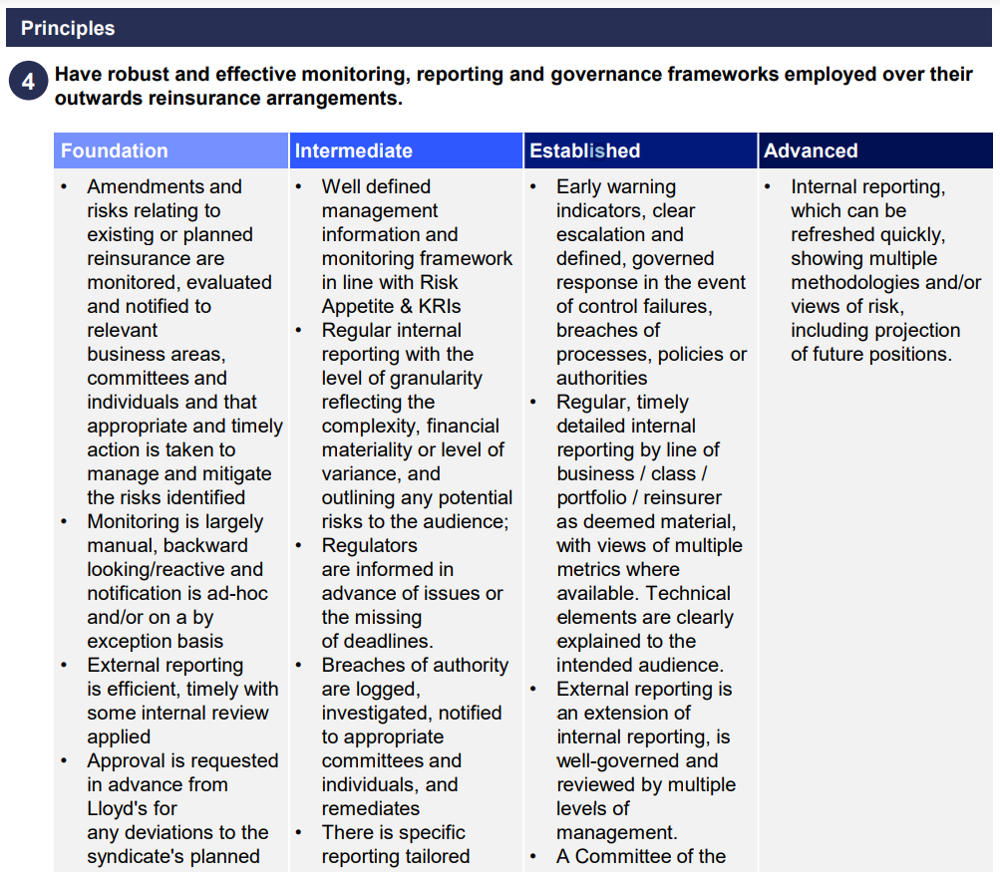 Principles
4
Have robust and effective monitoring, reporting and governance frameworks employed over their
outwards reinsurance arrangements.
Foundation
• Amendments and
risks relating to
existing or planned
reinsurance are
monitored, evaluated
and notified to
relevant
business areas,
committees and
individuals and that
appropriate and timely
action is taken to
manage and mitigate
the risks identified
• Monitoring is largely
manual, backward
looking/reactive and
notification is ad-hoc
and/or on a by
exception basis
• External reporting
is efficient, timely with
some internal review
applied
• Approval is requested
in advance from
Lloyd's for
any deviations to the
syndicate's planned
Intermediate
• Well defined
management
information and
monitoring framework
in line with Risk
Appetite & KRIs
• Regular internal
reporting with the
level of granularity
reflecting the
complexity, financial
materiality or level of
variance, and
outlining any potential
risks to the audience;
• Regulators
are informed in
advance of issues or
the missing
of deadlines.
• Breaches of authority
are logged,
investigated, notified
to appropriate
committees and
individuals, and
remediates
• There is specific
reporting tailored
Established
• Early warning
indicators, clear
escalation and
defined, governed
response in the event
of control failures,
breaches of
processes, policies or
authorities
• Regular, timely
detailed internal
reporting by line of
business / class /
portfolio / reinsurer
as deemed material,
with views of multiple
metrics where
available. Technical
elements are clearly
explained to the
intended audience.
• External reporting is
an extension of
internal reporting, is
well-governed and
reviewed by multiple
levels of
management.
• A Committee of the
Advanced
• Internal reporting,
which can be
refreshed quickly,
showing multiple
methodologies and/or
views of risk,
including projection
of future positions.